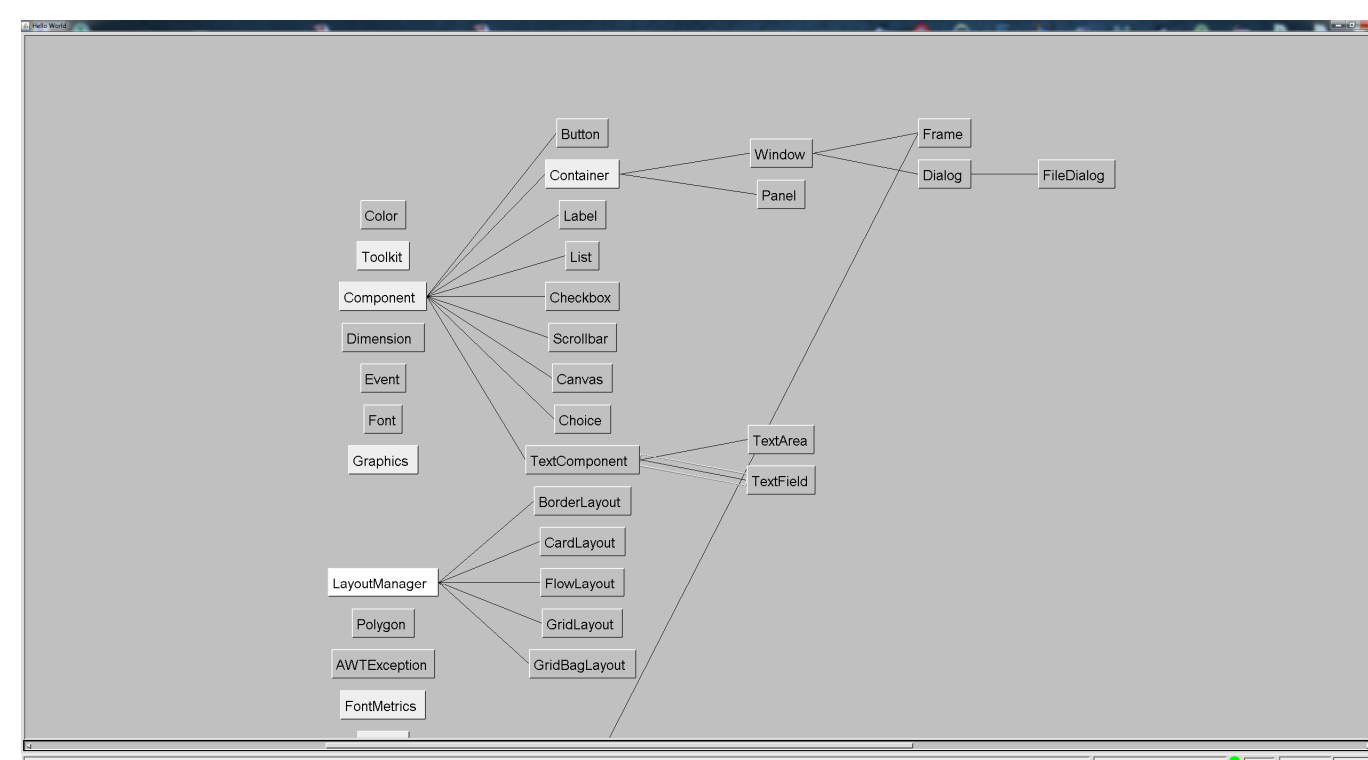 Hello World
Button
Container
Label
List
Checkbox
Scrollbar
Canvas
Choice
TextComponent
BorderLayout
CardLayout
FlowLayout
GridLayout
GridBagLayout
Color
Toolkit
Component
Dimension
Event
Font
Graphics
LayoutManager
Polygon
AWTException
FontMetrics
Window
Panel
TextArea
TextField
Frame
Dialog
FileDialog